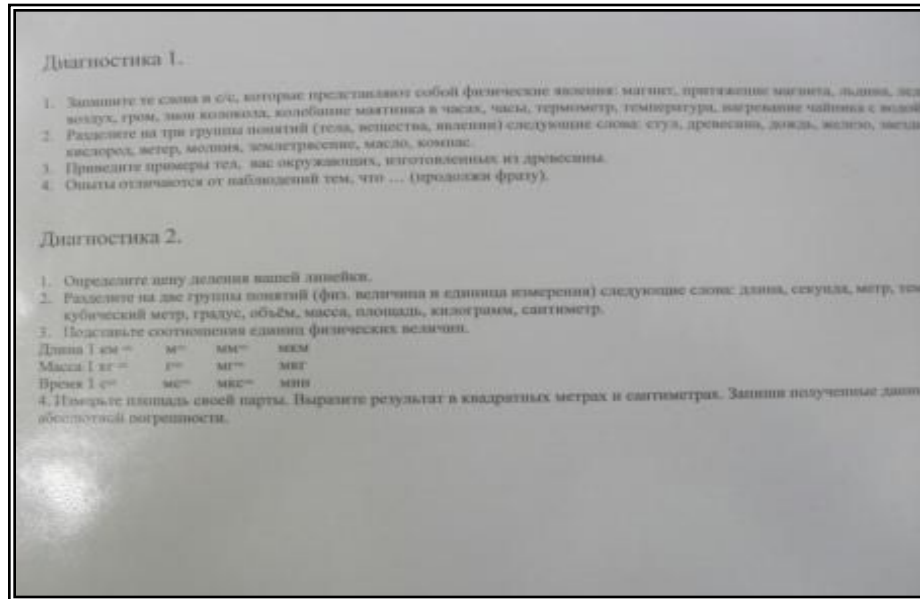 Диагностика 1.
1. Запишите те слова и с/с, которые представляют собой физические явления: магнит, притяжение магнита, льдина,
воздух, гром, звон колокола, колебание маятника в часах, часы, термометр, температура, нагревание чайника с водой
2. Разделите на три группы понятий (тела, вещества, явления) следующие слова: стул, древесина, дождь, железо, звезда
кислород, ветер, молния, землетрясение, масло, компас.
3. Приведите примеры тел, нас окружающих, изготовленных из древесины.
4. Опыты отличаются от наблюдений тем, что … (продолжи фразу).
Диагностика 2.
1. Определите цену деления вашей линейки.
2. Разделите на две группы понятий (физ. величина и единица измерения) следующие слова: длина, секунда, метр,
кубический метр, градус, объём, масса, площадь, килограмм, сантиметр.
3. Подставьте соотношения единиц физических величин.
Длина 1 км = м= мм= мкм
Масса 1 кг = г= мг= мкг
Время 1 с= мс= мкс= мин
4. Измерьте площадь своей парты. Выразите результат в квадратных метрах и сантиметрах. Запиши полученные
абсолютной погрешности.